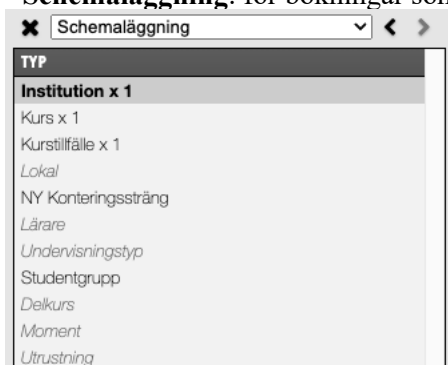 Schemaläggning: för bokningar som
Schemaläggning
TYP
Institution x 1
Kurs x 1
Kurstillfälle x 1
Lokal
NY Konteringssträng
Lärare
Undervisningstyp
Studentgrupp
Delkurs
Moment
Utrustning